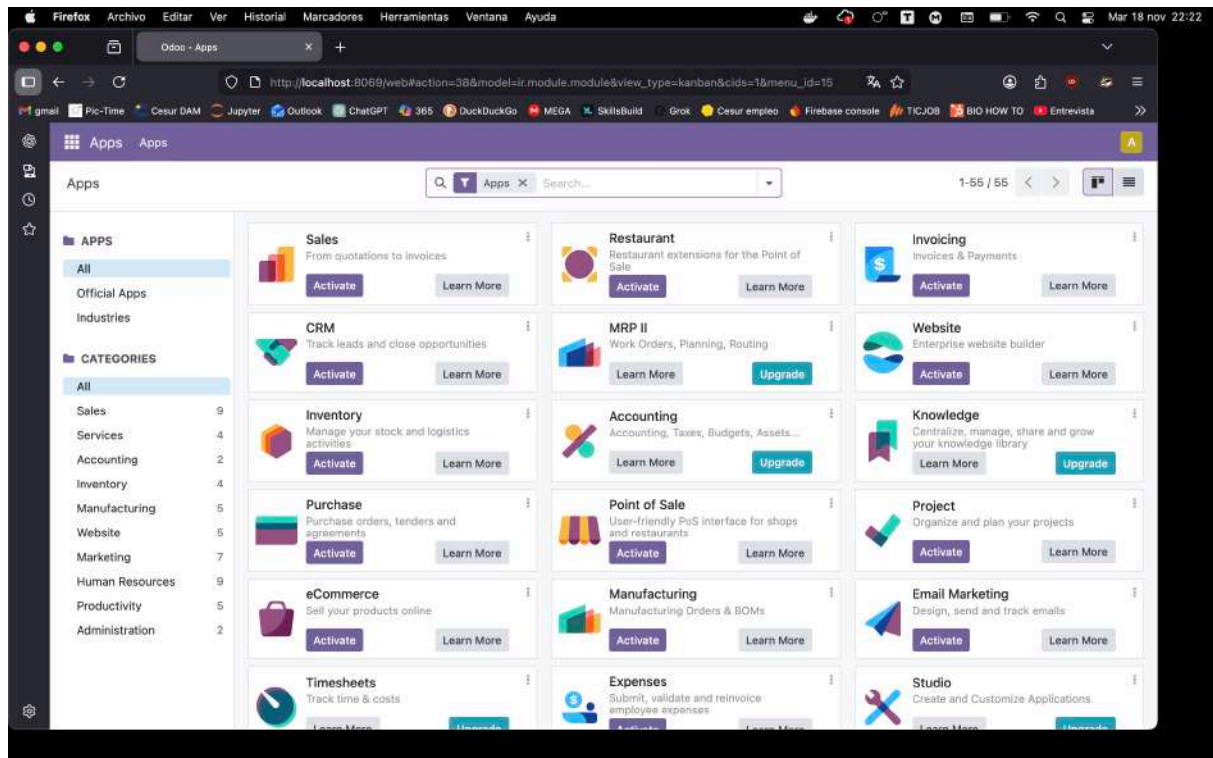 Firefox Archivo Editar Ver Historial Marcadores Herramientas Ventana Ayuda Mar 18 nov 22:22
Odoo - Apps
http://localhost:8069/web#action=38&model=ir.module.module&view_type=kanban&cids=1&menu_id=15
gmail Pic-Time Cesur DAM Jupyter Outlook ChatGPT 365 DuckDuckGo MEGA SkillsBuild Grok Cesur empleo Firebase console TICJOB BIO HOW TO Entrevista
Apps Apps A
Apps Apps Search... 1-55 / 55
APPS
All
Official Apps
Industries
CATEGORIES
All
Sales 9
Services 4
Accounting 2
Inventory 4
Manufacturing 5
Website 5
Marketing 7
Human Resources 9
Productivity 5
Administration 2
Sales
From quotations to invoices
Activate Learn More
Restaurant
Restaurant extensions for the Point of
Sale
Activate Learn More
Invoicing
Invoices & Payments
Activate Learn More
CRM
Track leads and close opportunities
Activate Learn More
MRP II
Work Orders, Planning, Routing
Learn More Upgrade
Website
Enterprise website builder
Activate Learn More
Inventory
Manage your stock and logistics
activities
Activate Learn More
Accounting
Accounting, Taxes, Budgets, Assets...
Learn More Upgrade
Knowledge
Centralize, manage, share and grow
your knowledge library
Learn More Upgrade
Purchase
Purchase orders, tenders and
agreements
Activate Learn More
Point of Sale
User-friendly PoS interface for shops
and restaurants
Activate Learn More
Project
Organize and plan your projects
Activate Learn More
eCommerce
Sell your products online
Activate Learn More
Manufacturing
Manufacturing Orders & BOMs
Activate Learn More
Email Marketing
Design, send and track emails
Activate Learn More
Timesheets
Track time & costs
Learn More Upgrade
Expenses
Submit, validate and reinvoice
employee expenses
Activate Learn More
Studio
Create and Customize Applications
Learn More Upgrade